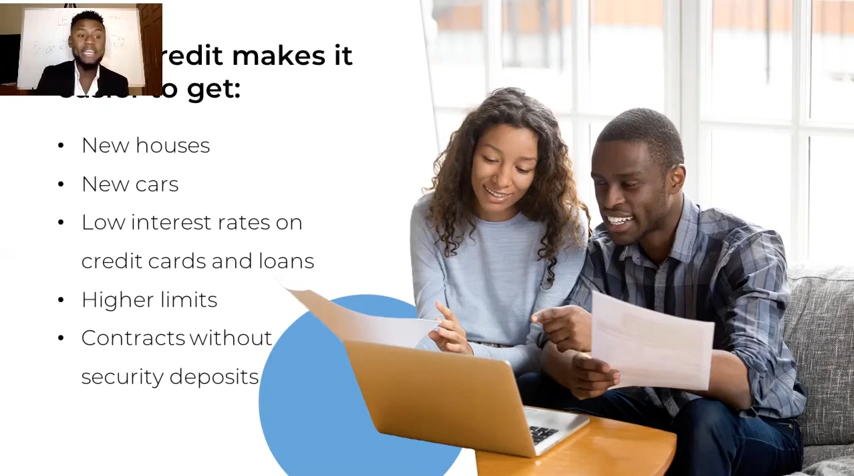 redit makes it
to get:
• New houses
• New cars
• Low interest rates on
credit cards and loans
• Higher limits
• Contracts without
security deposits